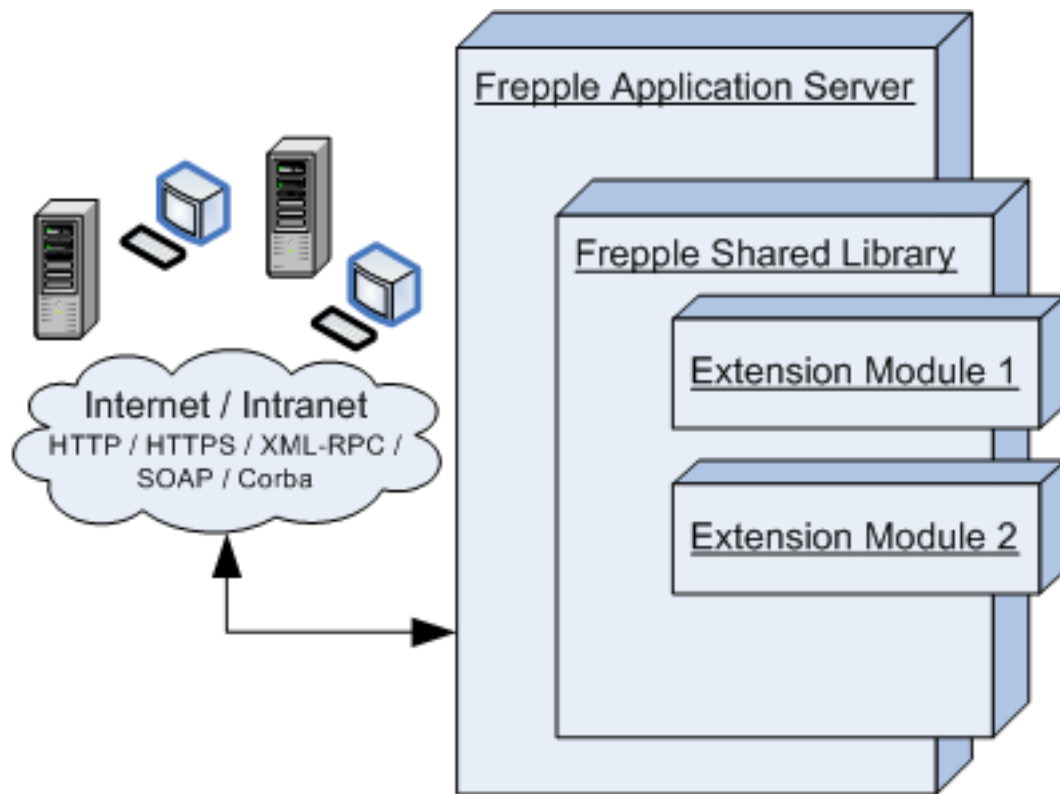 Frepple Application Server
Frepple Shared Library
Extension Module 1
Extension Module 2
Internet / Intranet
HTTP / HTTPS / XML-RPC /
SOAP / Corba